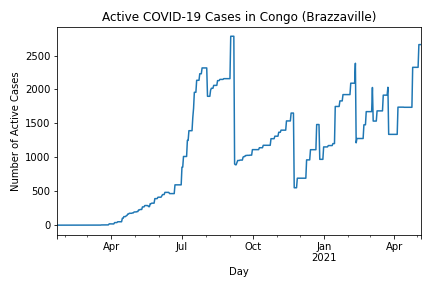 Active COVID-19 Cases in Congo (Brazzaville)
Number of Active Cases
2500
2000
1500
1000
500
0
Apr
Jul
Oct
Jan
2021
Apr
Day